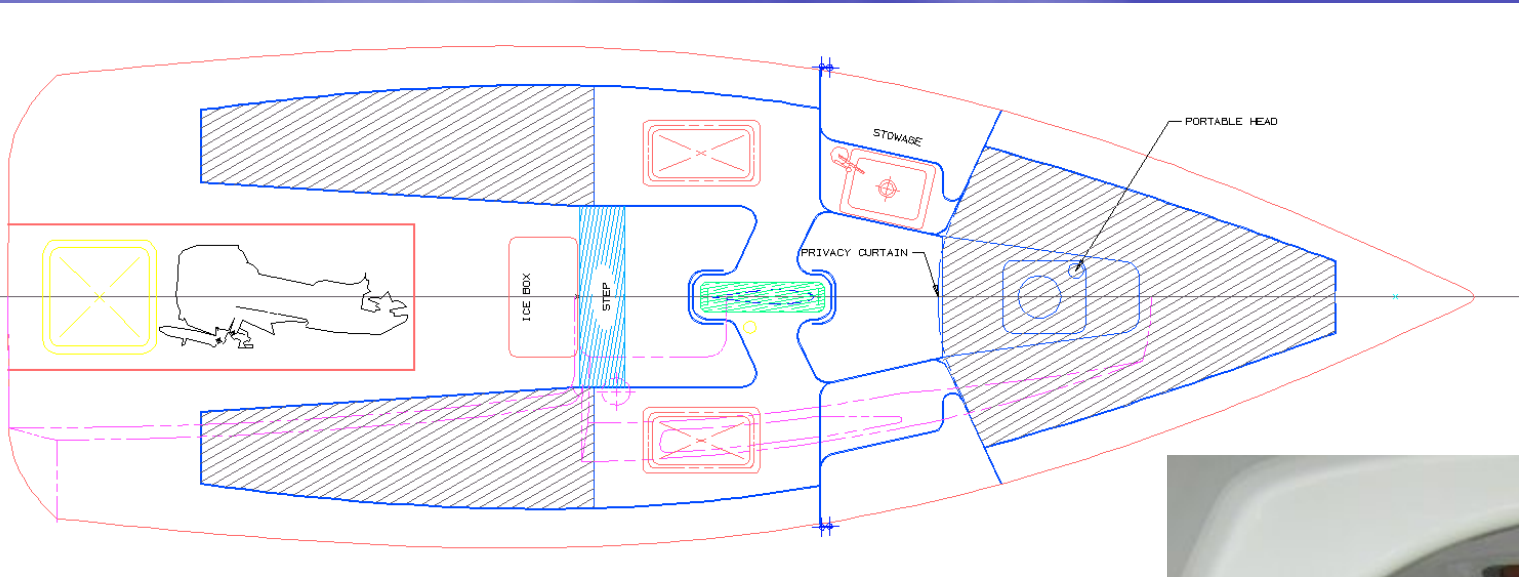 PORTABLE HEAD
STOWAGE
PRIVACY CURTAIN
ICE BOX
STEP